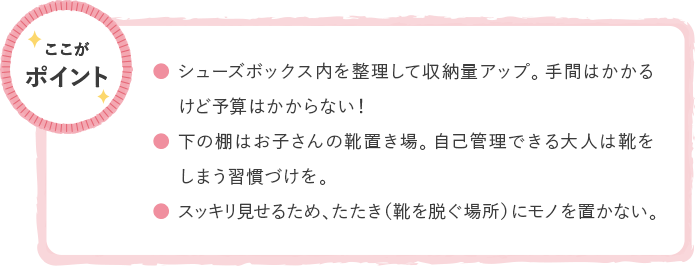 ここが
ポイント
● シューズボックス内を整理して収納量アップ。手間はかかる
けど予算はかからない！
● 下の棚はお子さんの靴置き場。自己管理できる大人は靴を
しまう習慣づけを。
● スッキリ見せるため、たたき（靴を脱ぐ場所）にモノを置かない。